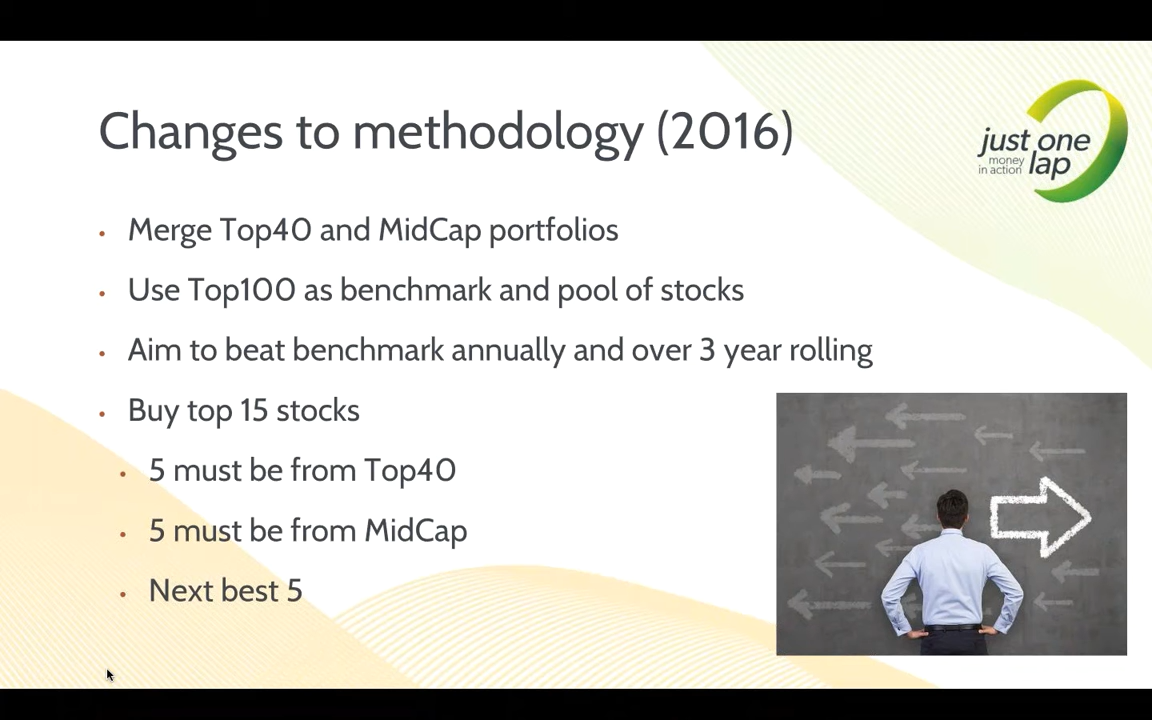 Changes to methodology (2016)
just one
money
in action lap
• Merge Top40 and MidCap portfolios
• Use Top100 as benchmark and pool of stocks
• Aim to beat benchmark annually and over 3 year rolling
• Buy top 15 stocks
• 5 must be from Top40
• 5 must be from MidCap
• Next best 5